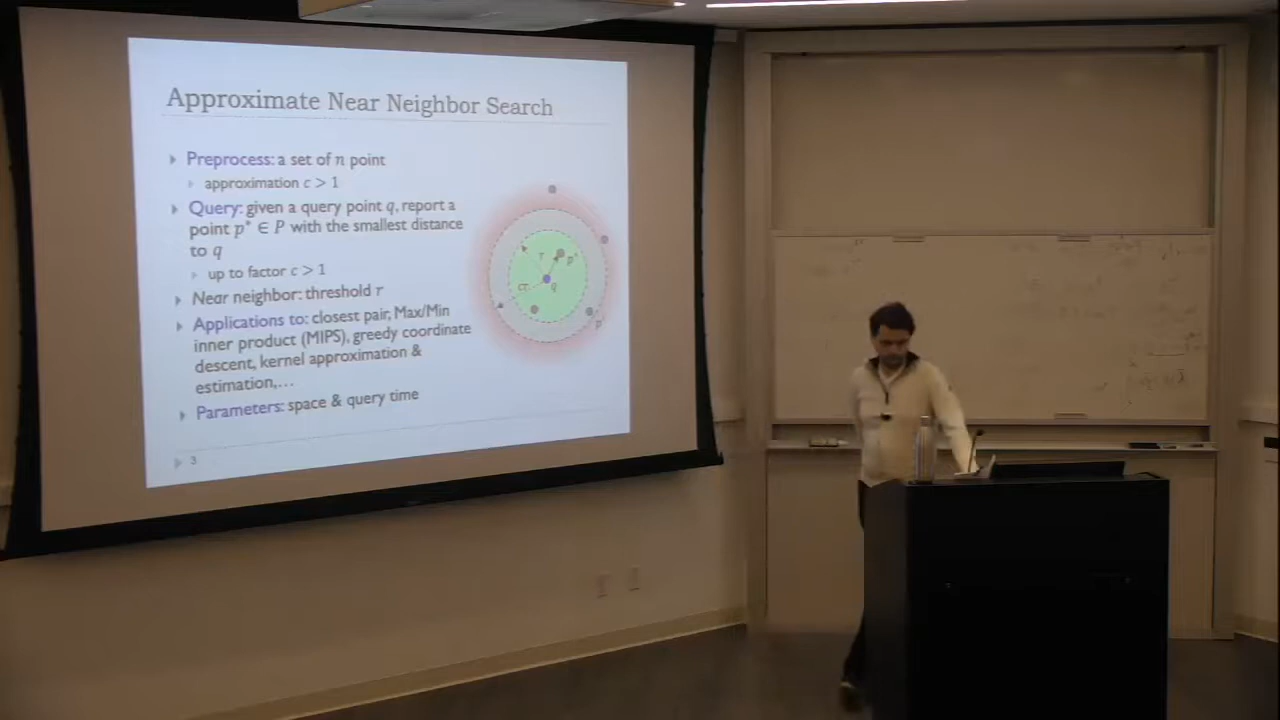 Approximate Near Neighbor Search
Preprocess: a set of n point
approximation c > 1
Query: given a query point q, report a
point p* ∈ P with the smallest distance
to q
up to factor c > 1
Near neighbor: threshold r
Applications to: closest pair, Max/Min
inner product (MIPS), greedy coordinate
descent, kernel approximation &
estimation,…
Parameters: space & query time
r
p*
cr
q
p
3